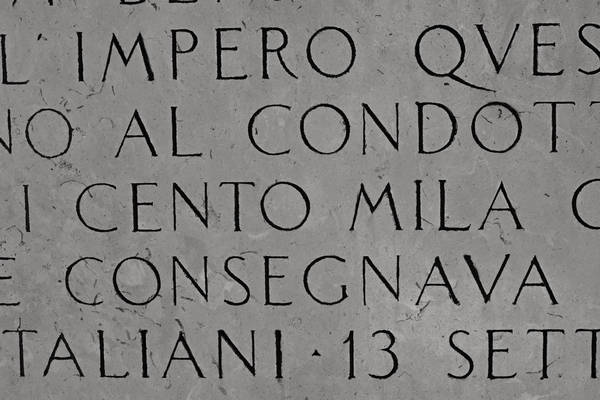 L' IMPERO QVES
NO AL CONDOTT
I CENTO MILA C
E CONSEGNAVA
TALIANI · 13 SETT